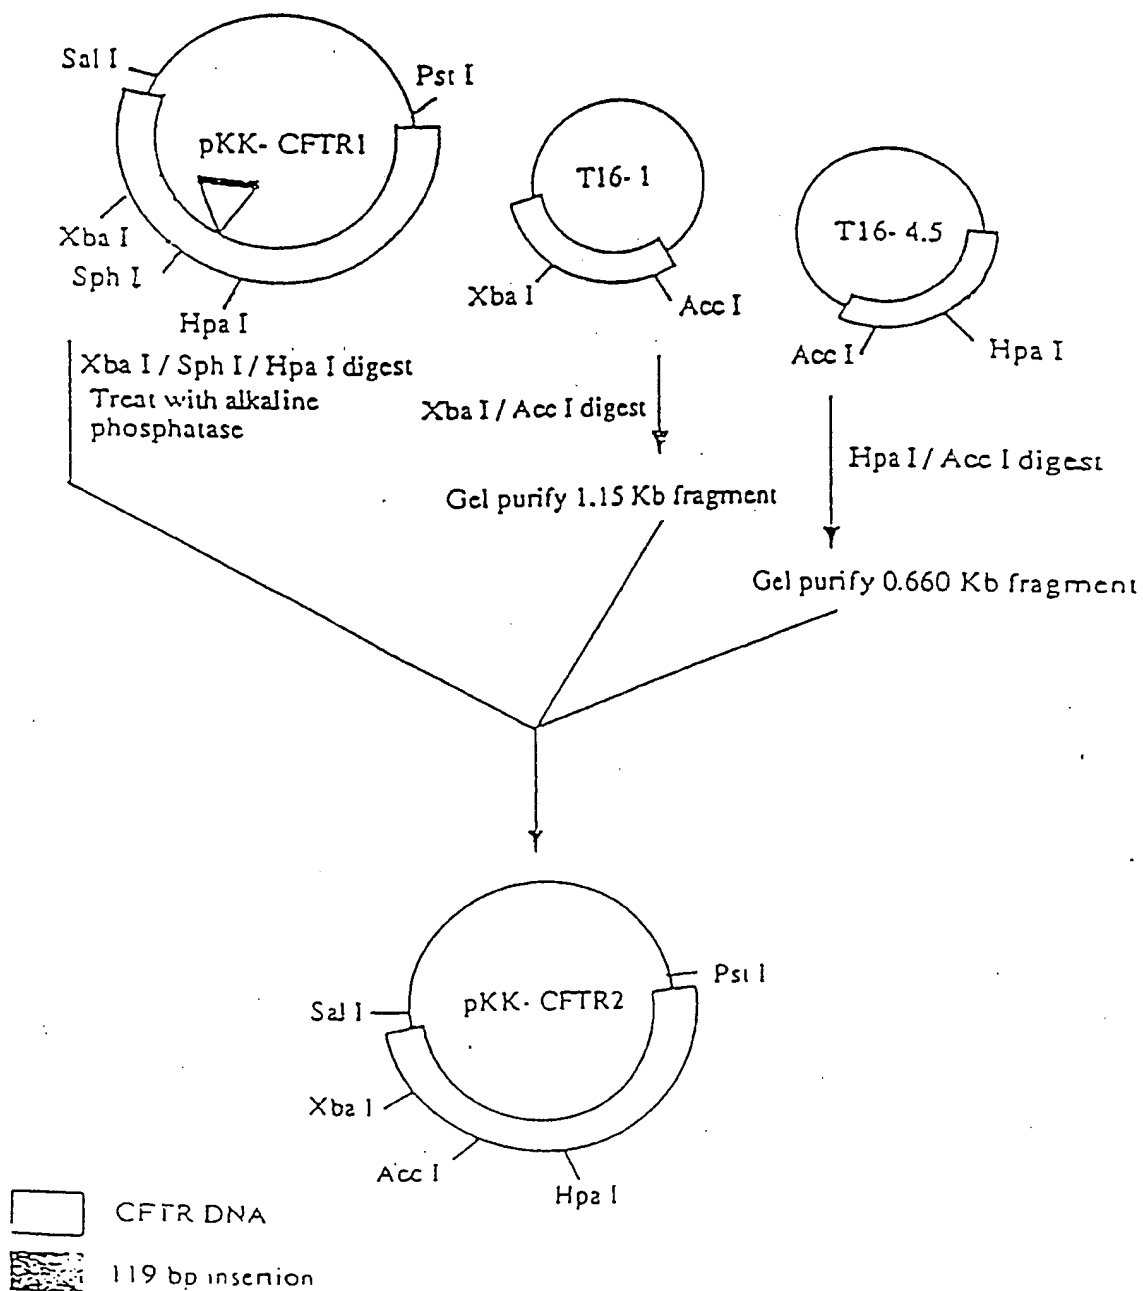 Sal I
Pst I
pKK- CFTR1
Xba I
Sph I
Hpa I
T16- 1
Xba I
Acc I
T16- 4.5
Acc I
Hpa I
Xba I / Sph I / Hpa I digest
Treat with alkaline
phosphatase
Xba I / Acc I digest
Hpa I / Acc I digest
Gel purify 1.15 Kb fragment
Gel purify 0.660 Kb fragment
Sal I
Pst I
pKK- CFTR2
Xba I
Acc I
Hpa I
CFTR DNA
119 bp insertion